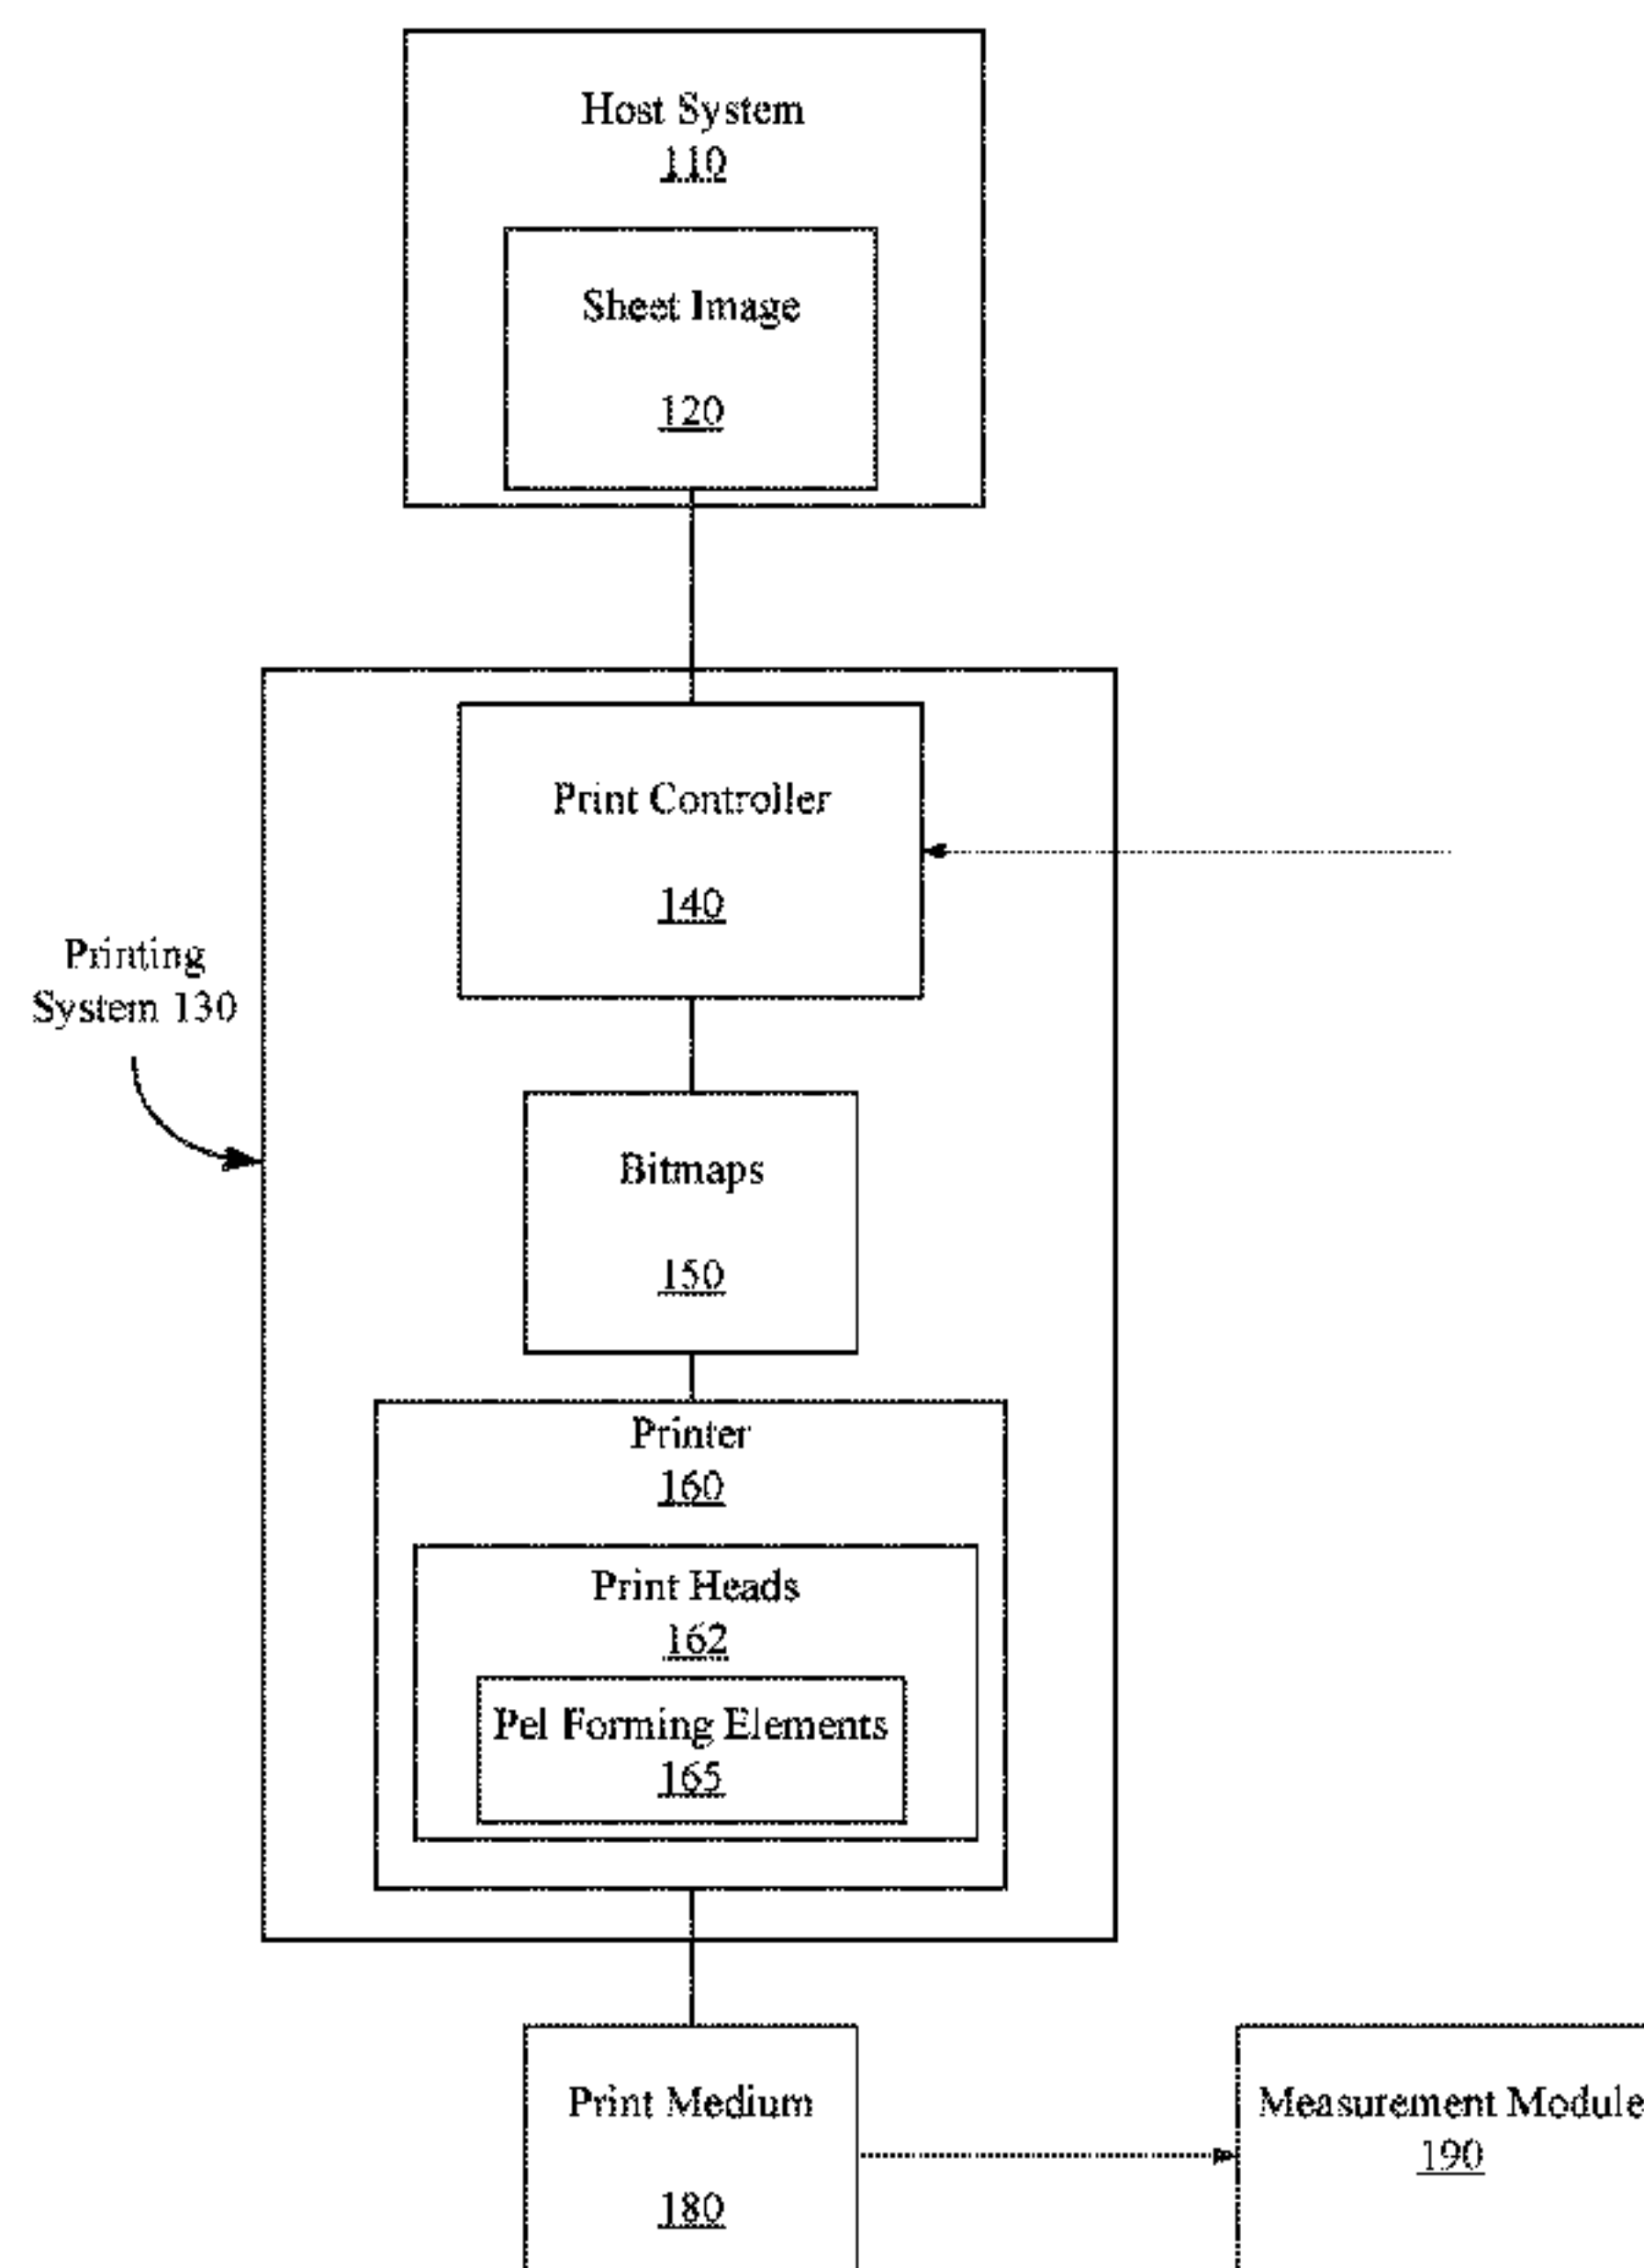 Host System
110
Sheet Image
120
Print Controller
140
Printing
System 130
Bitmaps
150
Printer
160
Print Heads
162
Pel Forming Elements
165
Print Medium
180
Measurement Module
190